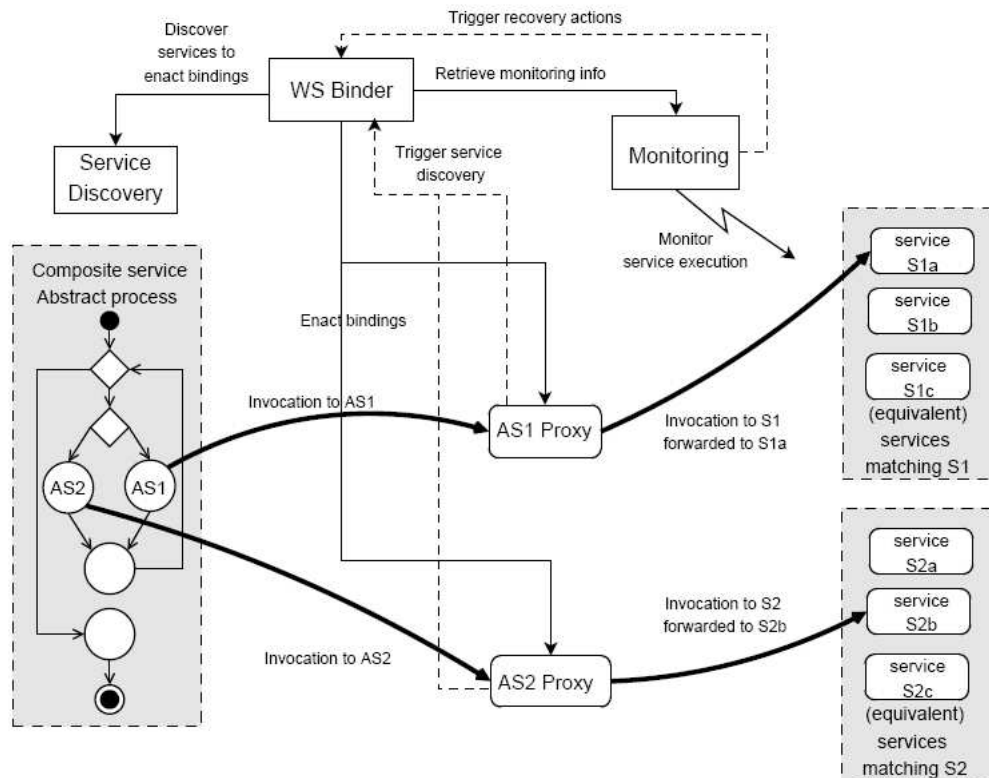 Trigger recovery actions
Discover
services to
enact bindings
WS Binder
Retrieve monitoring info
Service
Discovery
Trigger service
discovery
Monitoring
Monitor
service execution
Composite service
Abstract process
Enact bindings
Invocation to AS1
AS2
AS1
AS1 Proxy
Invocation to S1
forwarded to S1a
service
S1a
service
S1b
service
S1c
(equivalent)
services
matching S1
Invocation to AS2
AS2 Proxy
Invocation to S2
forwarded to S2b
service
S2a
service
S2b
service
S2c
(equivalent)
services
matching S2